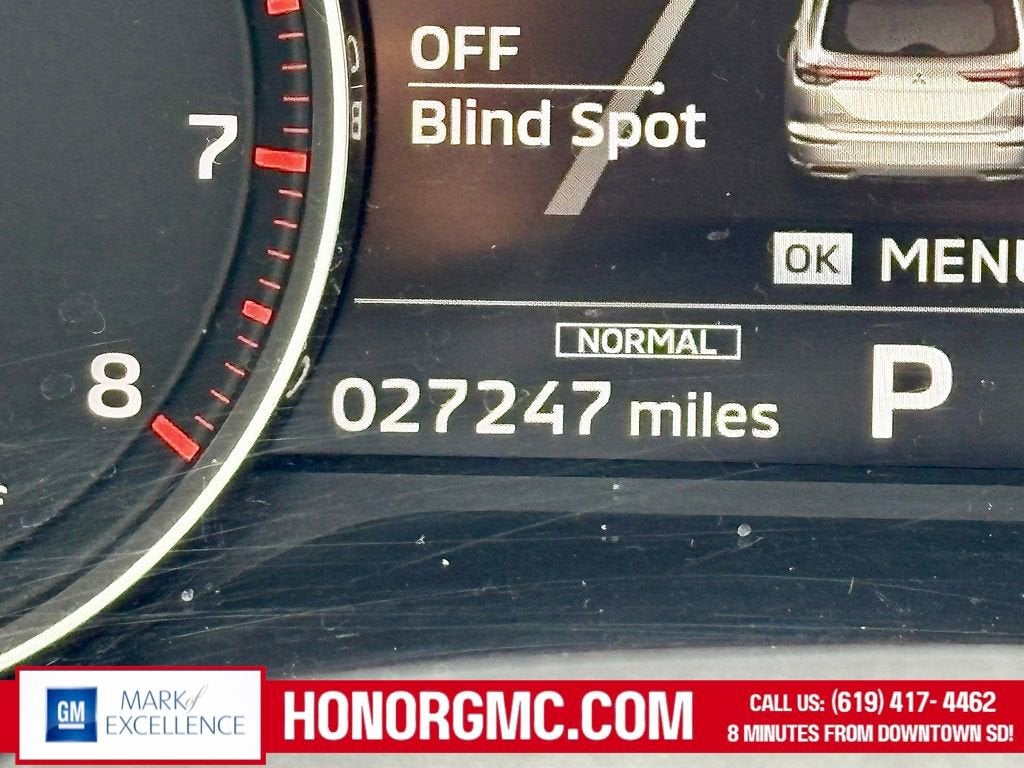 OFF
Blind Spot
7
OK MENU
NORMAL
8
027247 miles P
GM
MARK of
EXCELLENCE
HONORGMC.COM
CALL US: (619) 417- 4462
8 MINUTES FROM DOWNTOWN SD!